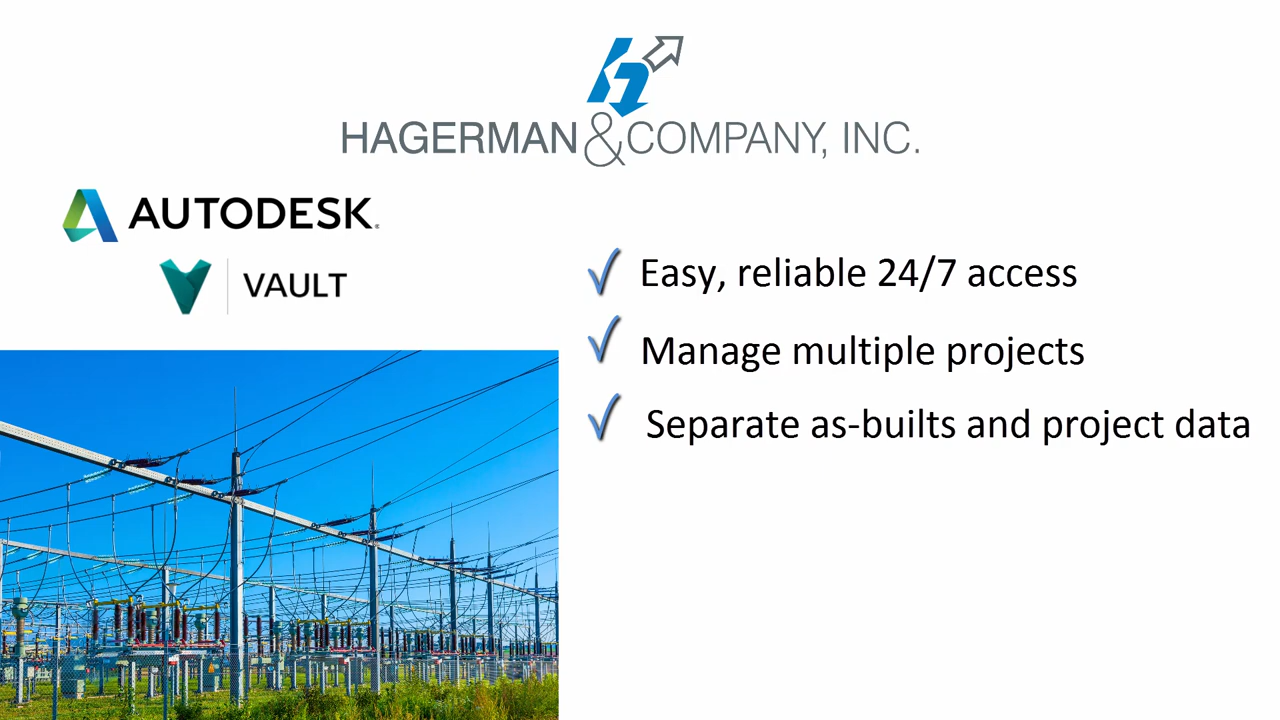 HAGERMAN & COMPANY, INC.
AUTODESK.
VAULT
Easy, reliable 24/7 access
Manage multiple projects
Separate as-builts and project data